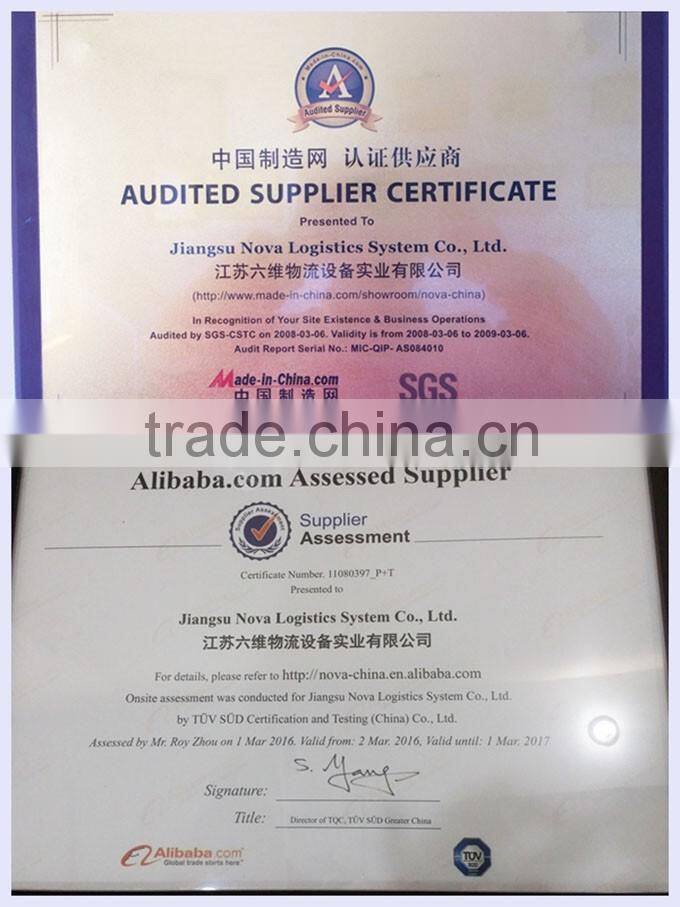 Made-in-China.com
A
Audited Supplier
中国制造网 认证供应商
AUDITED SUPPLIER CERTIFICATE
Presented To
Jiangsu Nova Logistics System Co., Ltd.
江苏六维物流设备实业有限公司
(http://www.made-in-china.com/showroom/nova-china)
In Recognition of Your Site Existence & Business Operations
Audited by SGS-CSTC on 2008-03-06. Validity is from 2008-03-06 to 2009-03-06.
Audit Report Serial No.: MIC-QIP- AS084010
Made-in-China.com SGS
中国制造网
trade.china.cn
Alibaba.com Assessed Supplier
Supplier Assessment
Supplier
Assessment
Certificate Number. 11080397_P+T
Presented to
Jiangsu Nova Logistics System Co., Ltd.
江苏六维物流设备实业有限公司
For details, please refer to http://nova-china.en.alibaba.com
Onsite assessment was conducted for Jiangsu Nova Logistics System Co., Ltd.
by TÜV SÜD Certification and Testing (China) Co., Ltd.
Assessed by Mr. Roy Zhou on 1 Mar 2016. Valid from: 2 Mar. 2016, Valid until: 1 Mar. 2017
S. Yang
Signature:
Title: Director of TQC, TÜV SÜD Greater China
Alibaba.com
Global trade starts here.™
TÜV
SÜD